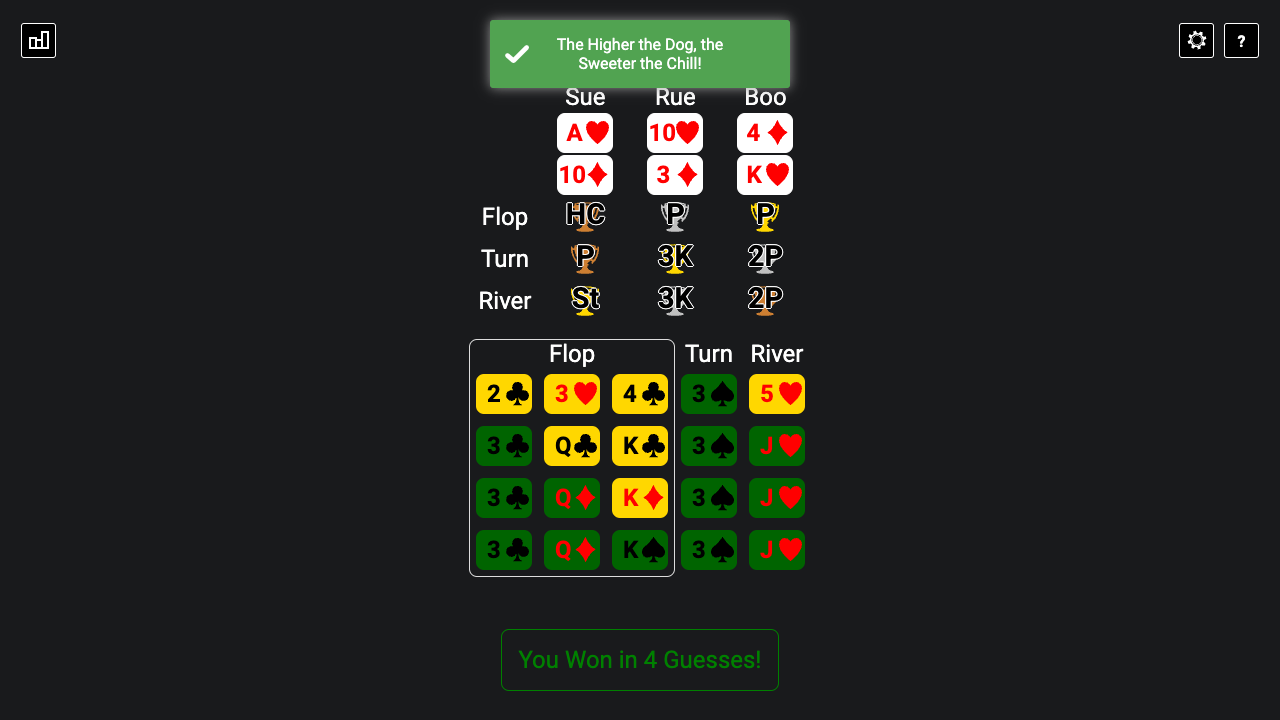 The Higher the Dog, the
Sweeter the Chill!
?
Sue Rue Boo
A 10 4
10 3 K
Flop HC P P
Turn P 3K 2P
River St 3K 2P
Flop Turn River
2 3 4 3 5
3 Q K 3 J
3 Q K 3 J
3 Q K 3 J
You Won in 4 Guesses!